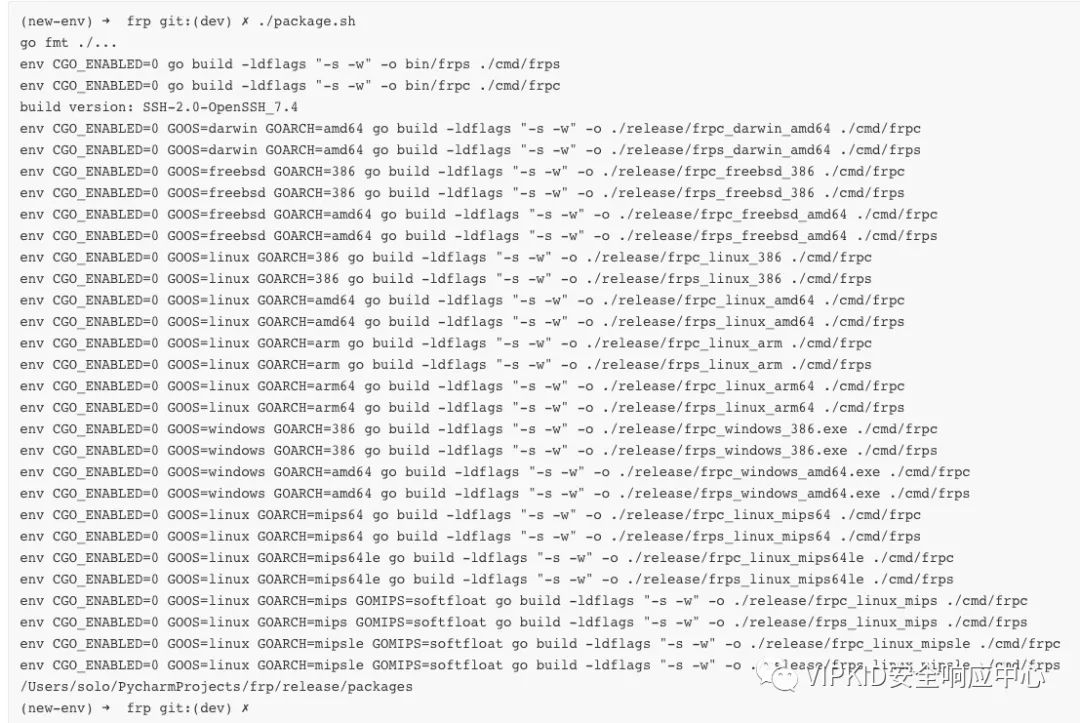 (new-env) ➜  frp git:(dev) ✗ ./package.sh
go fmt ./...
env CGO_ENABLED=0 go build -ldflags "-s -w" -o bin/frps ./cmd/frps
env CGO_ENABLED=0 go build -ldflags "-s -w" -o bin/frpc ./cmd/frpc
build version: SSH-2.0-OpenSSH_7.4
env CGO_ENABLED=0 GOOS=darwin GOARCH=amd64 go build -ldflags "-s -w" -o ./release/frpc_darwin_amd64 ./cmd/frpc
env CGO_ENABLED=0 GOOS=darwin GOARCH=amd64 go build -ldflags "-s -w" -o ./release/frps_darwin_amd64 ./cmd/frps
env CGO_ENABLED=0 GOOS=freebsd GOARCH=386 go build -ldflags "-s -w" -o ./release/frpc_freebsd_386 ./cmd/frpc
env CGO_ENABLED=0 GOOS=freebsd GOARCH=386 go build -ldflags "-s -w" -o ./release/frps_freebsd_386 ./cmd/frps
env CGO_ENABLED=0 GOOS=freebsd GOARCH=amd64 go build -ldflags "-s -w" -o ./release/frpc_freebsd_amd64 ./cmd/frpc
env CGO_ENABLED=0 GOOS=freebsd GOARCH=amd64 go build -ldflags "-s -w" -o ./release/frps_freebsd_amd64 ./cmd/frps
env CGO_ENABLED=0 GOOS=linux GOARCH=386 go build -ldflags "-s -w" -o ./release/frpc_linux_386 ./cmd/frpc
env CGO_ENABLED=0 GOOS=linux GOARCH=386 go build -ldflags "-s -w" -o ./release/frps_linux_386 ./cmd/frps
env CGO_ENABLED=0 GOOS=linux GOARCH=amd64 go build -ldflags "-s -w" -o ./release/frpc_linux_amd64 ./cmd/frpc
env CGO_ENABLED=0 GOOS=linux GOARCH=amd64 go build -ldflags "-s -w" -o ./release/frps_linux_amd64 ./cmd/frps
env CGO_ENABLED=0 GOOS=linux GOARCH=arm go build -ldflags "-s -w" -o ./release/frpc_linux_arm ./cmd/frpc
env CGO_ENABLED=0 GOOS=linux GOARCH=arm go build -ldflags "-s -w" -o ./release/frps_linux_arm ./cmd/frps
env CGO_ENABLED=0 GOOS=linux GOARCH=arm64 go build -ldflags "-s -w" -o ./release/frpc_linux_arm64 ./cmd/frpc
env CGO_ENABLED=0 GOOS=linux GOARCH=arm64 go build -ldflags "-s -w" -o ./release/frps_linux_arm64 ./cmd/frps
env CGO_ENABLED=0 GOOS=windows GOARCH=386 go build -ldflags "-s -w" -o ./release/frpc_windows_386.exe ./cmd/frpc
env CGO_ENABLED=0 GOOS=windows GOARCH=386 go build -ldflags "-s -w" -o ./release/frps_windows_386.exe ./cmd/frps
env CGO_ENABLED=0 GOOS=windows GOARCH=amd64 go build -ldflags "-s -w" -o ./release/frpc_windows_amd64.exe ./cmd/frpc
env CGO_ENABLED=0 GOOS=windows GOARCH=amd64 go build -ldflags "-s -w" -o ./release/frps_windows_amd64.exe ./cmd/frps
env CGO_ENABLED=0 GOOS=linux GOARCH=mips64 go build -ldflags "-s -w" -o ./release/frpc_linux_mips64 ./cmd/frpc
env CGO_ENABLED=0 GOOS=linux GOARCH=mips64 go build -ldflags "-s -w" -o ./release/frps_linux_mips64 ./cmd/frps
env CGO_ENABLED=0 GOOS=linux GOARCH=mips64le go build -ldflags "-s -w" -o ./release/frpc_linux_mips64le ./cmd/frpc
env CGO_ENABLED=0 GOOS=linux GOARCH=mips64le go build -ldflags "-s -w" -o ./release/frps_linux_mips64le ./cmd/frps
env CGO_ENABLED=0 GOOS=linux GOARCH=mips GOMIPS=softfloat go build -ldflags "-s -w" -o ./release/frpc_linux_mips ./cmd/frpc
env CGO_ENABLED=0 GOOS=linux GOARCH=mips GOMIPS=softfloat go build -ldflags "-s -w" -o ./release/frps_linux_mips ./cmd/frps
env CGO_ENABLED=0 GOOS=linux GOARCH=mipsle GOMIPS=softfloat go build -ldflags "-s -w" -o ./release/frpc_linux_mipsle ./cmd/frpc
env CGO_ENABLED=0 GOOS=linux GOARCH=mipsle GOMIPS=softfloat go build -ldflags "-s -w" -o ./release/frps_linux_mipsle ./cmd/frps
/Users/solo/PycharmProjects/frp/release/packages
VIPKID安全响应中心
(new-env) ➜  frp git:(dev) ✗